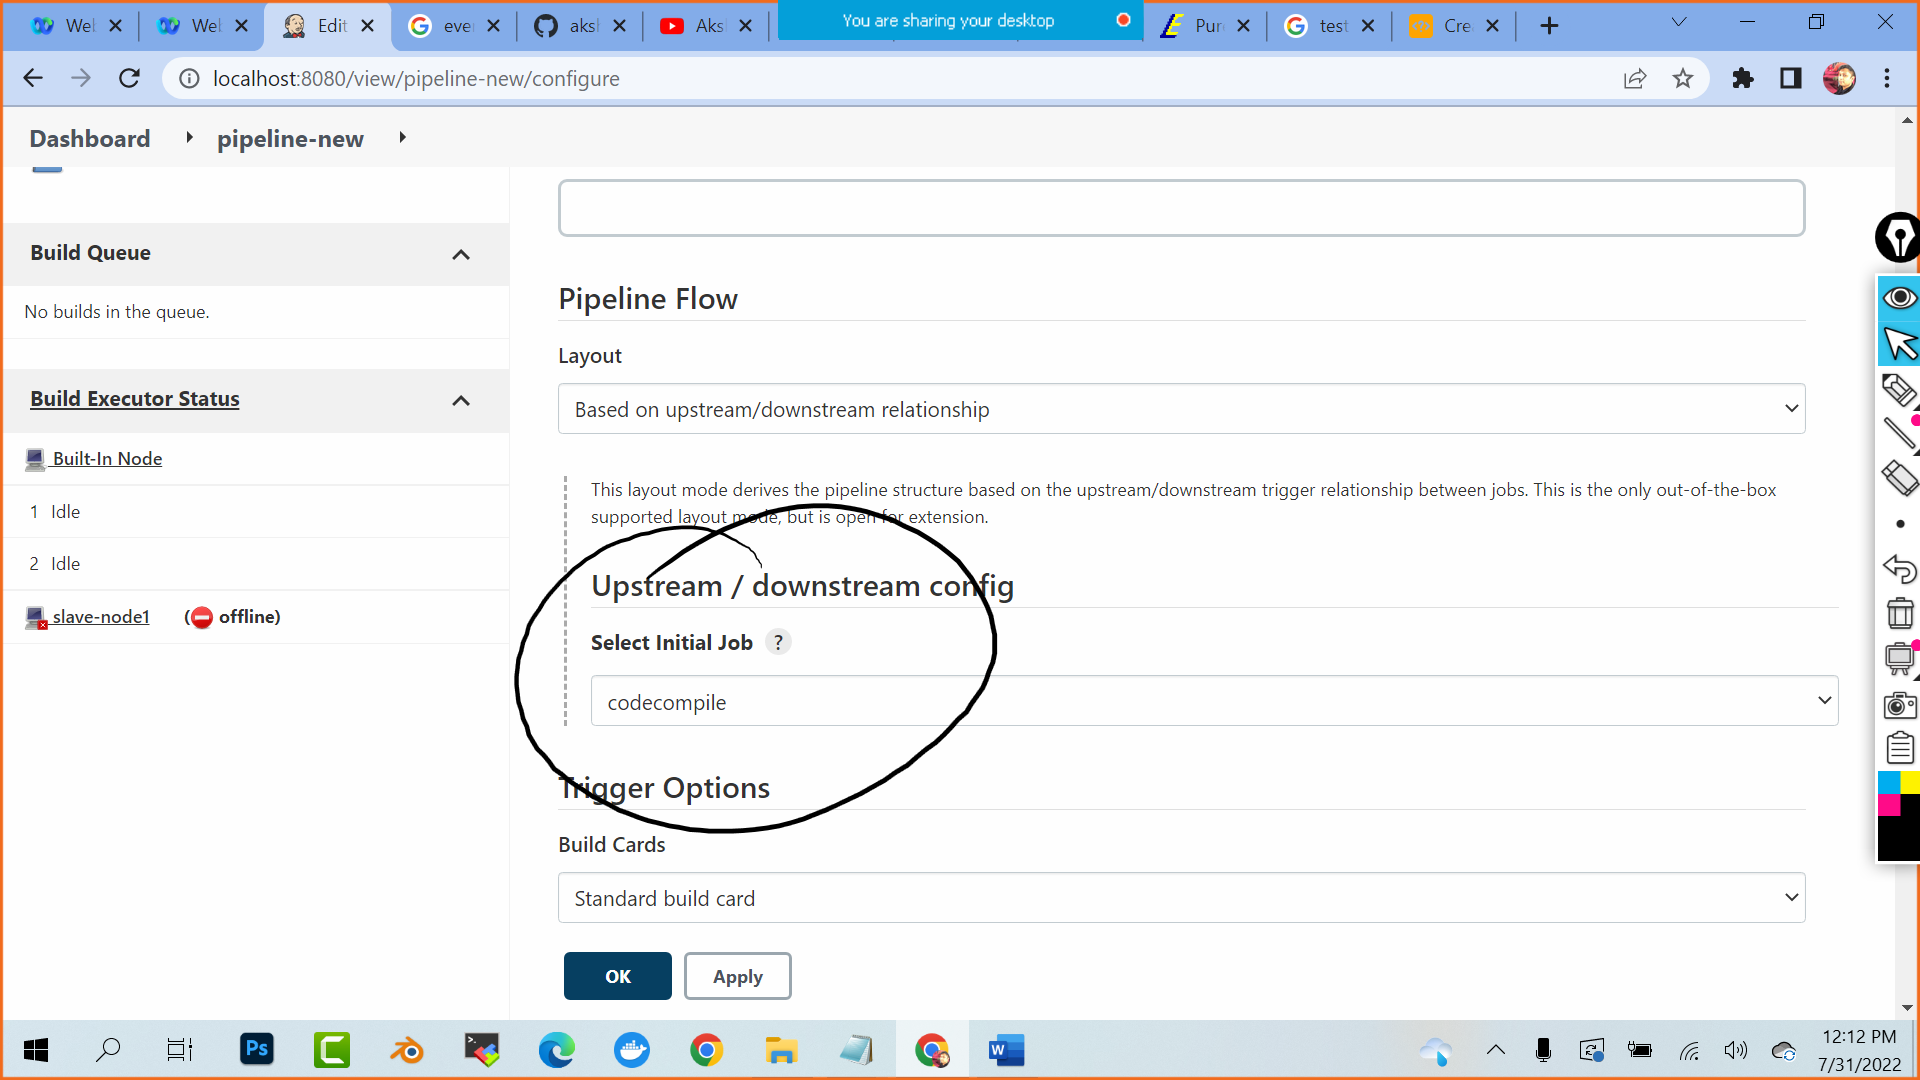 Wel
Wel
Edit
eve
aksh
Aks
You are sharing your desktop
Pur
test
Cre
localhost:8080/view/pipeline-new/configure
Dashboard
pipeline-new
Build Queue
No builds in the queue.
Build Executor Status
Built-In Node
1 Idle
2 Idle
slave-node1 (offline)
Pipeline Flow
Layout
Based on upstream/downstream relationship
This layout mode derives the pipeline structure based on the upstream/downstream trigger relationship between jobs. This is the only out-of-the-box
supported layout mode, but is open for extension.
Upstream / downstream config
Select Initial Job ?
codecompile
Trigger Options
Build Cards
Standard build card
OK
Apply
Ps
12:12 PM
7/31/2022